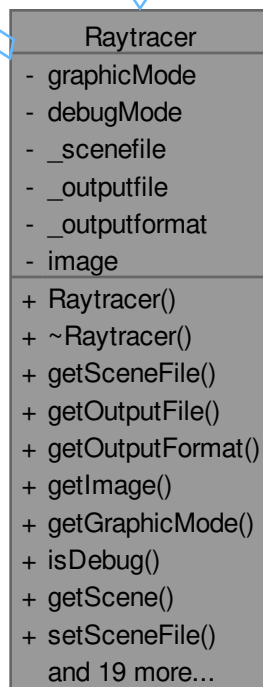 Raytracer
- graphicMode
- debugMode
- _scenefile
- _outputfile
- _outputformat
- image
+ Raytracer()
+ ~Raytracer()
+ getSceneFile()
+ getOutputFile()
+ getOutputFormat()
+ getImage()
+ getGraphicMode()
+ isDebug()
+ getScene()
+ setSceneFile()
and 19 more...